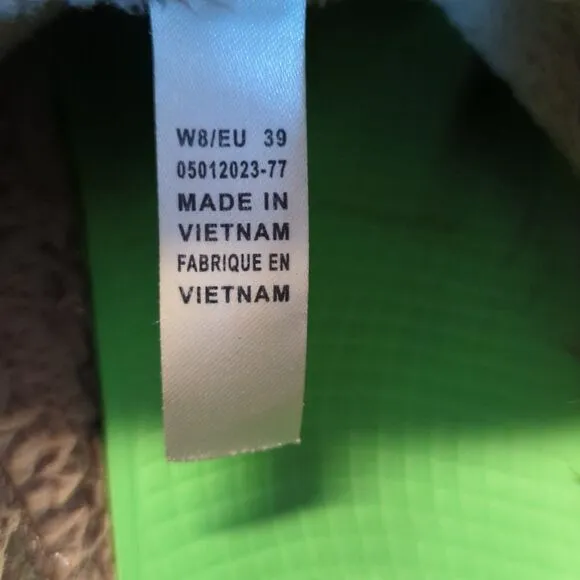 W8/EU 39
05012023-77
MADE IN
VIETNAM
FABRIQUE EN
VIETNAM